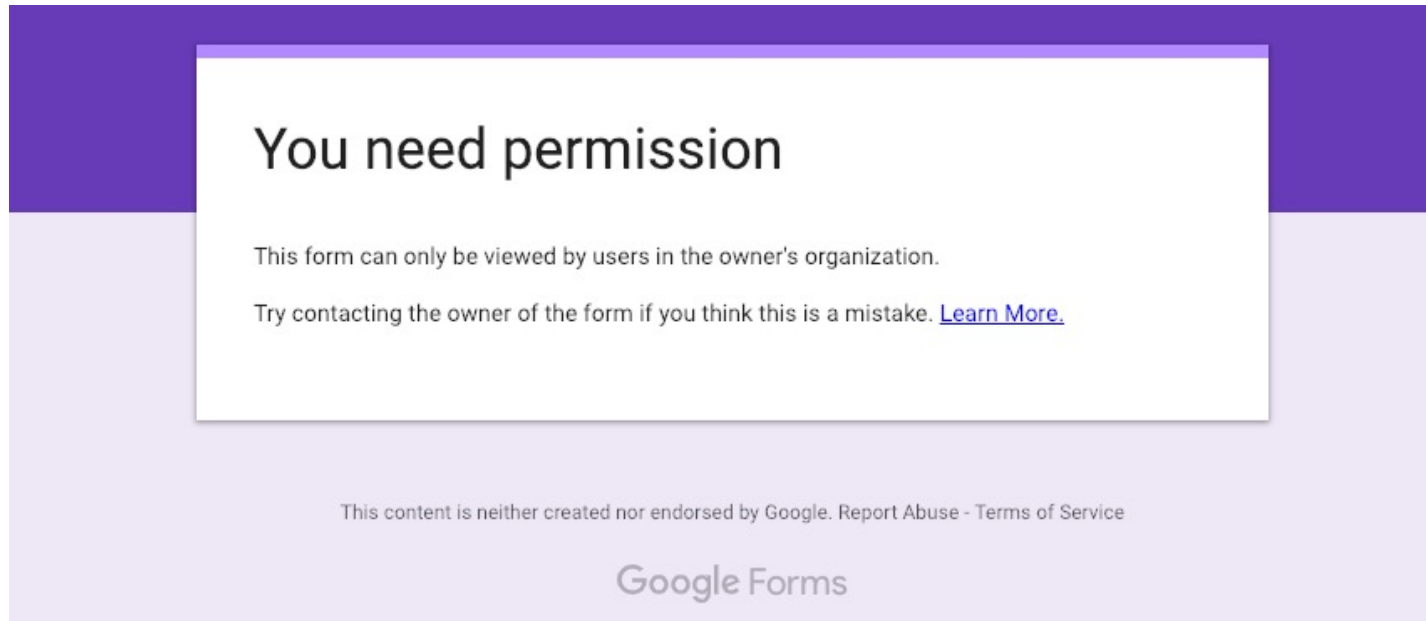 You need permission
This form can only be viewed by users in the owner's organization.
Try contacting the owner of the form if you think this is a mistake. Learn More.
This content is neither created nor endorsed by Google. Report Abuse - Terms of Service
Google Forms